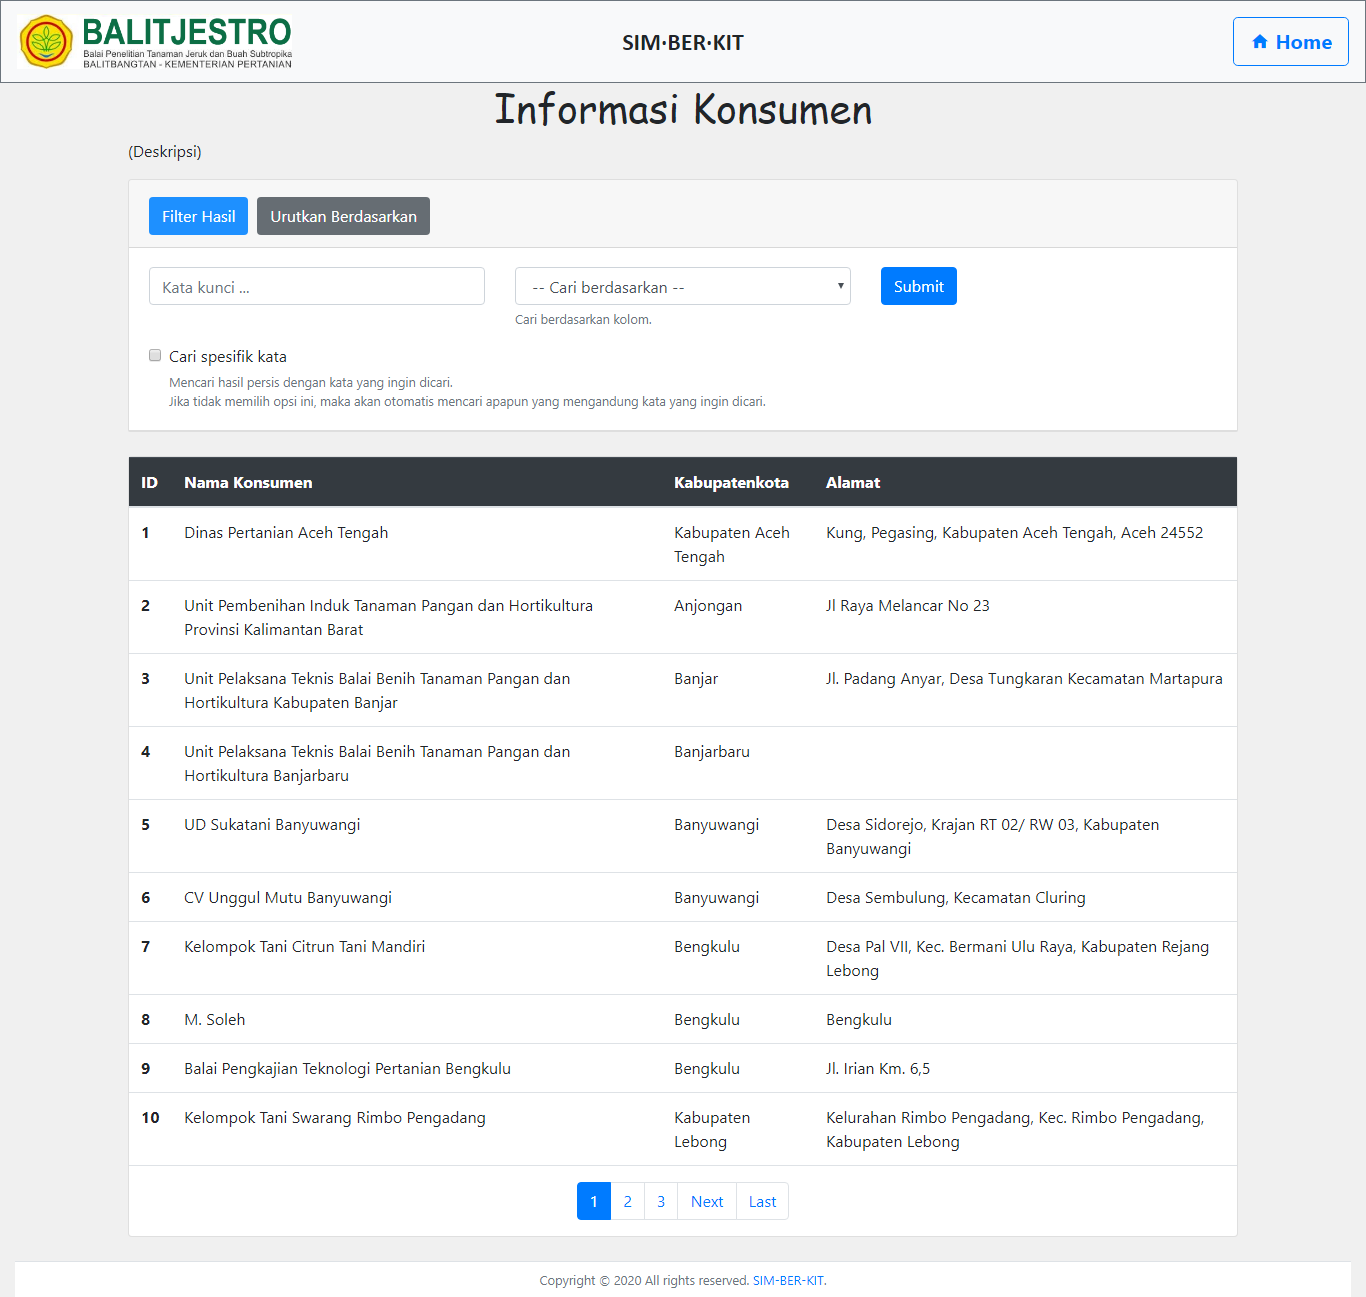 BALITJESTRO
Balai Penelitian Tanaman Jeruk dan Buah Subtropika
BALITBANGTAN - KEMENTERIAN PERTANIAN
SIM·BER·KIT
Home
Informasi Konsumen
(Deskripsi)
Filter Hasil
Urutkan Berdasarkan
Kata kunci ...
-- Cari berdasarkan --
Submit
Cari berdasarkan kolom.
Cari spesifik kata
Mencari hasil persis dengan kata yang ingin dicari.
Jika tidak memilih opsi ini, maka akan otomatis mencari apapun yang mengandung kata yang ingin dicari.
ID Nama Konsumen Kabupatenkota Alamat
1 Dinas Pertanian Aceh Tengah Kabupaten Aceh Kung, Pegasing, Kabupaten Aceh Tengah, Aceh 24552
Tengah
2 Unit Pembenihan Induk Tanaman Pangan dan Hortikultura Anjongan Jl Raya Melancar No 23
Provinsi Kalimantan Barat
3 Unit Pelaksana Teknis Balai Benih Tanaman Pangan dan Banjar Jl. Padang Anyar, Desa Tungkaran Kecamatan Martapura
Hortikultura Kabupaten Banjar
4 Unit Pelaksana Teknis Balai Benih Tanaman Pangan dan Banjarbaru
Hortikultura Banjarbaru
5 UD Sukatani Banyuwangi Banyuwangi Desa Sidorejo, Krajan RT 02/ RW 03, Kabupaten
Banyuwangi
6 CV Unggul Mutu Banyuwangi Banyuwangi Desa Sembulung, Kecamatan Cluring
7 Kelompok Tani Citrun Tani Mandiri Bengkulu Desa Pal VII, Kec. Bermani Ulu Raya, Kabupaten Rejang
Lebong
8 M. Soleh Bengkulu Bengkulu
9 Balai Pengkajian Teknologi Pertanian Bengkulu Bengkulu Jl. Irian Km. 6,5
10 Kelompok Tani Swarang Rimbo Pengadang Kabupaten Kelurahan Rimbo Pengadang, Kec. Rimbo Pengadang,
Lebong Kabupaten Lebong
1 2 3 Next Last
Copyright © 2020 All rights reserved. SIM-BER-KIT.